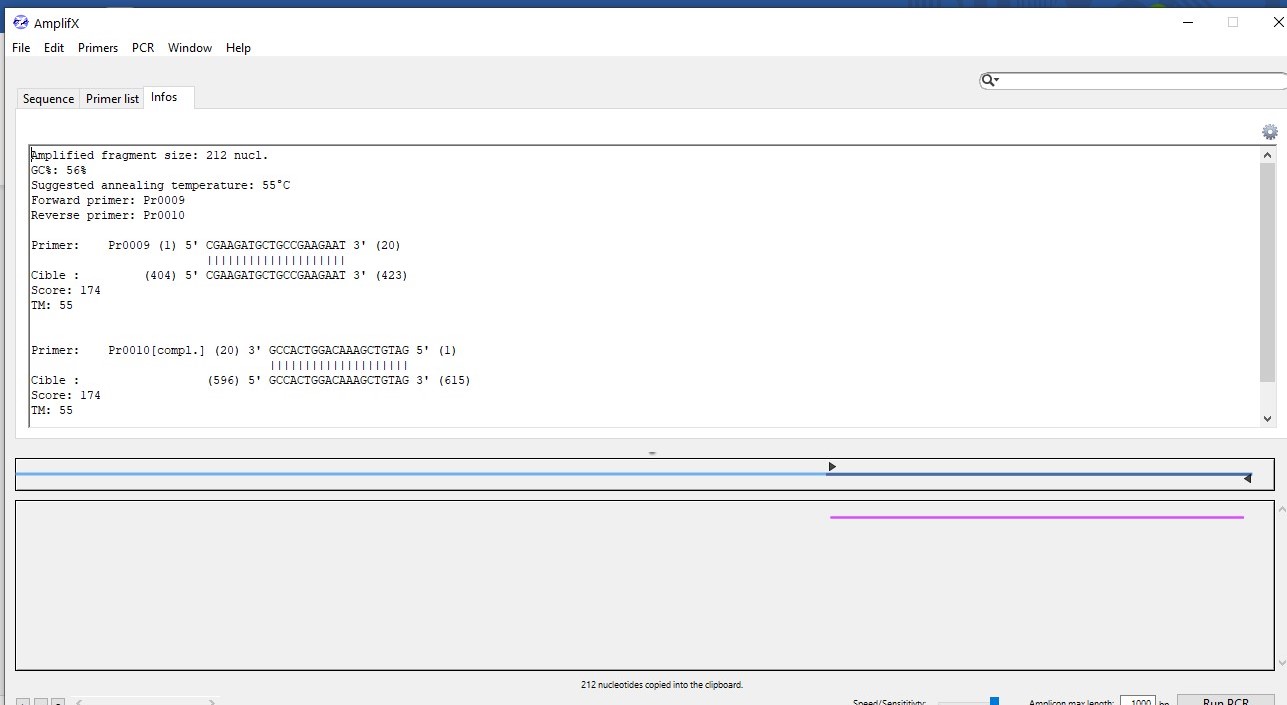 AmplifX
File Edit Primers PCR Window Help
Sequence Primer list Infos
Amplified fragment size: 212 nucl.
GC%: 56%
Suggested annealing temperature: 55°C
Forward primer: Pr0009
Reverse primer: Pr0010
Primer: Pr0009 (1) 5' CGAAGATGCTGCCGAAGAAT 3' (20)
||||||||||||||||||||
Cible : (404) 5' CGAAGATGCTGCCGAAGAAT 3' (423)
Score: 174
TM: 55
Primer: Pr0010[compl.] (20) 3' GCCACTGGACAAAGCTGTAG 5' (1)
||||||||||||||||||||
Cible : (596) 5' GCCACTGGACAAAGCTGTAG 3' (615)
Score: 174
TM: 55
212 nucleotides copied into the clipboard.
Speed/Sensitivity: Amplicon max length: 1000 bp Run PCR